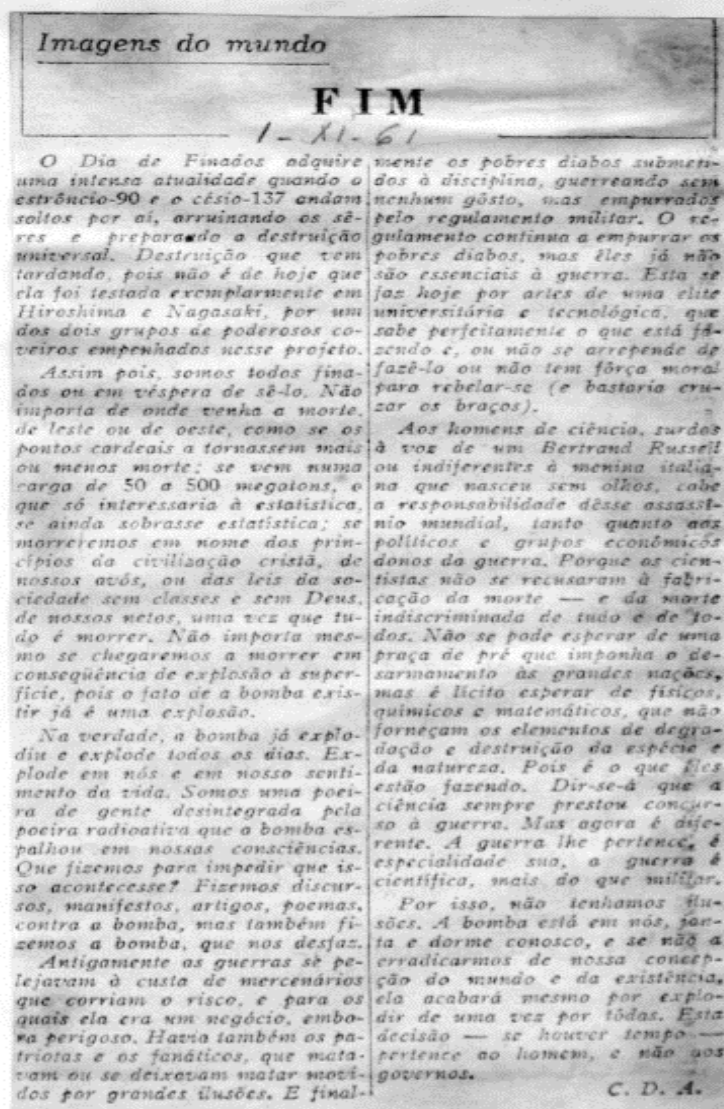 Imagens do mundo
FIM
1-XI-61
O Dia de Finados adquire
uma intensa atualidade quando o
estrôncio-90 e o césio-137 andam
soltos por aí, arruinando os sê-
res e preparando a destruição
universal. Destruição que vem
tardando, pois não é de hoje que
ela foi testada exemplarmente em
Hiroshima e Nagasaki, por um
dos dois grupos de poderosos co-
veiros empenhados nesse projeto.
Assim pois, somos todos fina-
dos ou em véspera de sê-lo. Não
importa de onde venha a morte,
de leste ou de oeste, como se os
pontos cardeais a tornassem mais
ou menos morte; se vem numa
carga de 50 a 500 megatons, o
que só interessaria à estatística,
se ainda sobrasse estatística; se
morreremos em nome dos prin-
cípios da civilização cristã, de
nossos avós, ou das leis da so-
ciedade sem classes e sem Deus,
de nossos netos, uma vez que tu-
do é morrer. Não importa mes-
mo se chegaremos a morrer em
conseqüência de explosão à super-
fície, pois o fato de a bomba exis-
tir já é uma explosão.
Na verdade, a bomba já explo-
diu e explode todos os dias. Ex-
plode em nós e em nosso senti-
mento da vida. Somos uma poei-
ra de gente desintegrada pela
poeira radioativa que a bomba es-
palhou em nossas consciências.
Que fizemos para impedir que is-
so acontecesse? Fizemos discur-
sos, manifestos, artigos, poemas,
contra a bomba, mas também fi-
zemos a bomba, que nos desfaz.
Antigamente as guerras se pe-
lejavam à custa de mercenários
que corriam o risco, e para os
quais ela era um negócio, embo-
ra perigoso. Havia também os pa-
triotas e os fanáticos, que mata-
vam ou se deixavam matar movi-
dos por grandes ilusões. E final-
mente os pobres diabos submeti-
dos à disciplina, guerreando sem
nenhum gôsto, mas empurrados
pelo regulamento militar. O re-
gulamento continua a empurrar os
pobres diabos, mas êles já não
são essenciais à guerra. Esta se
faz hoje por artes de uma elite
universitária e tecnológica, que
sabe perfeitamente o que está fa-
zendo e, ou não se arrepende de
fazê-lo ou não tem fôrça moral
para rebelar-se (e bastaria cru-
zar os braços).
Aos homens de ciência, surdos
à voz de um Bertrand Russell
ou indiferentes à menina italia-
na que nasceu sem olhos, cabe
a responsabilidade dêsse assassí-
nio mundial, tanto quanto aos
políticos e grupos econômicos
donos da guerra. Porque os cien-
tistas não se recusaram à fabri-
cação da morte — e da morte
indiscriminada de tudo e de to-
dos. Não se pode esperar de uma
praça de pré que imponha o de-
sarmamento às grandes nações,
mas é lícito esperar de físicos,
químicos e matemáticos, que não
forneçam os elementos de degra-
dação e destruição da espécie e
da natureza. Pois é o que êles
estão fazendo. Dir-se-á que a
ciência sempre prestou concur-
so à guerra. Mas agora é dife-
rente. A guerra lhe pertence, é
especialidade sua, a guerra é
científica, mais do que militar.
Por isso, não tenhamos ilu-
sões. A bomba está em nós, jan-
ta e dorme conosco, e se não a
erradicarmos de nossa concep-
ção do mundo e da existência,
ela acabará mesmo por explo-
dir de uma vez por tôdas. Esta
decisão — se houver tempo —
pertence ao homem, e não aos
governos.
C. D. A.